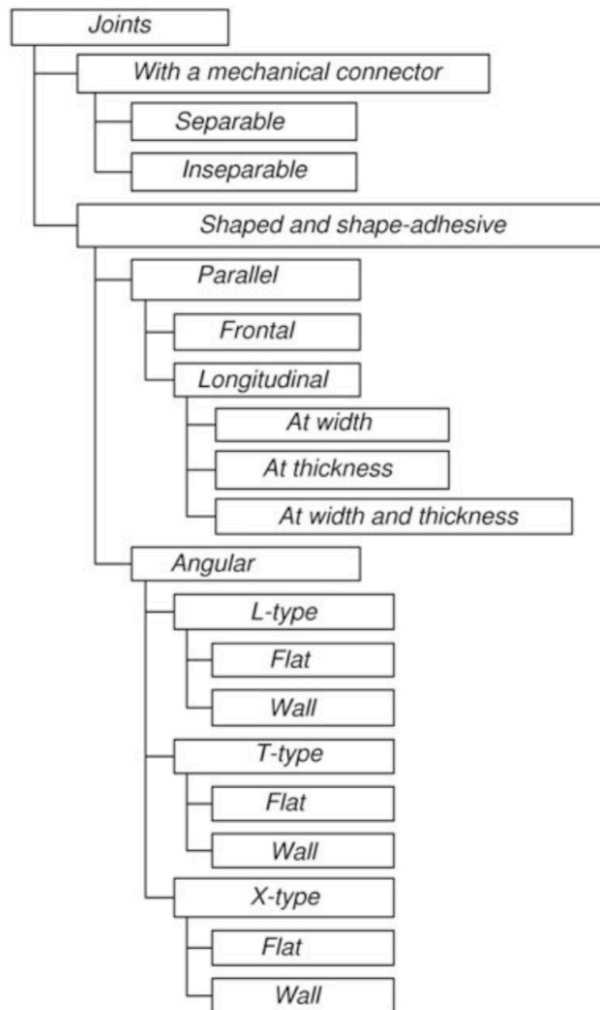 Joints
With a mechanical connector
Separable
Inseparable
Shaped and shape-adhesive
Parallel
Frontal
Longitudinal
At width
At thickness
At width and thickness
Angular
L-type
Flat
Wall
T-type
Flat
Wall
X-type
Flat
Wall